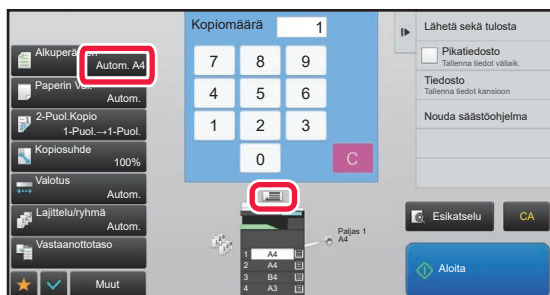 Kopiomäärä 1
Alkuperäinen
Autom. A4
Paperin Val.
Autom.
2-Puol.Kopio
1-Puol.→1-Puol.
Kopiosuhde
100%
Valotus
Autom.
Lajittelu/ryhmä
Autom.
Vastaanottotaso
Muut
7 8 9
4 5 6
1 2 3
0 C
Paljas 1
A4
1 A4
2 A4
3 B4
4 A3
Lähetä sekä tulosta
Pikatiedosto
Tallenna tiedot väliaik.
Tiedosto
Tallenna tiedot kansioon
Nouda säästöohjelma
Esikatselu
CA
Aloita